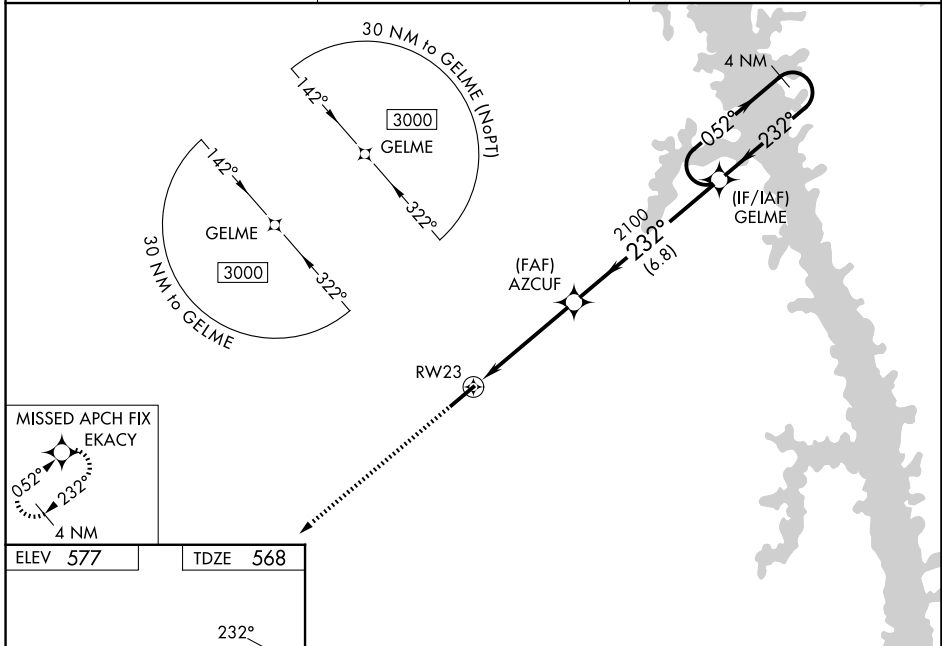 30 NM to GELME (NoPT)
142°
3000
GELME
322°
142°
GELME
3000
322°
30 NM to GELME
4 NM
052°
232°
(IF/IAF)
GELME
2100
232°
(6.8)
(FAF)
AZCUF
RW23
MISSED APCH FIX
EKACY
052°
232°
4 NM
ELEV 577
TDZE 568
232°